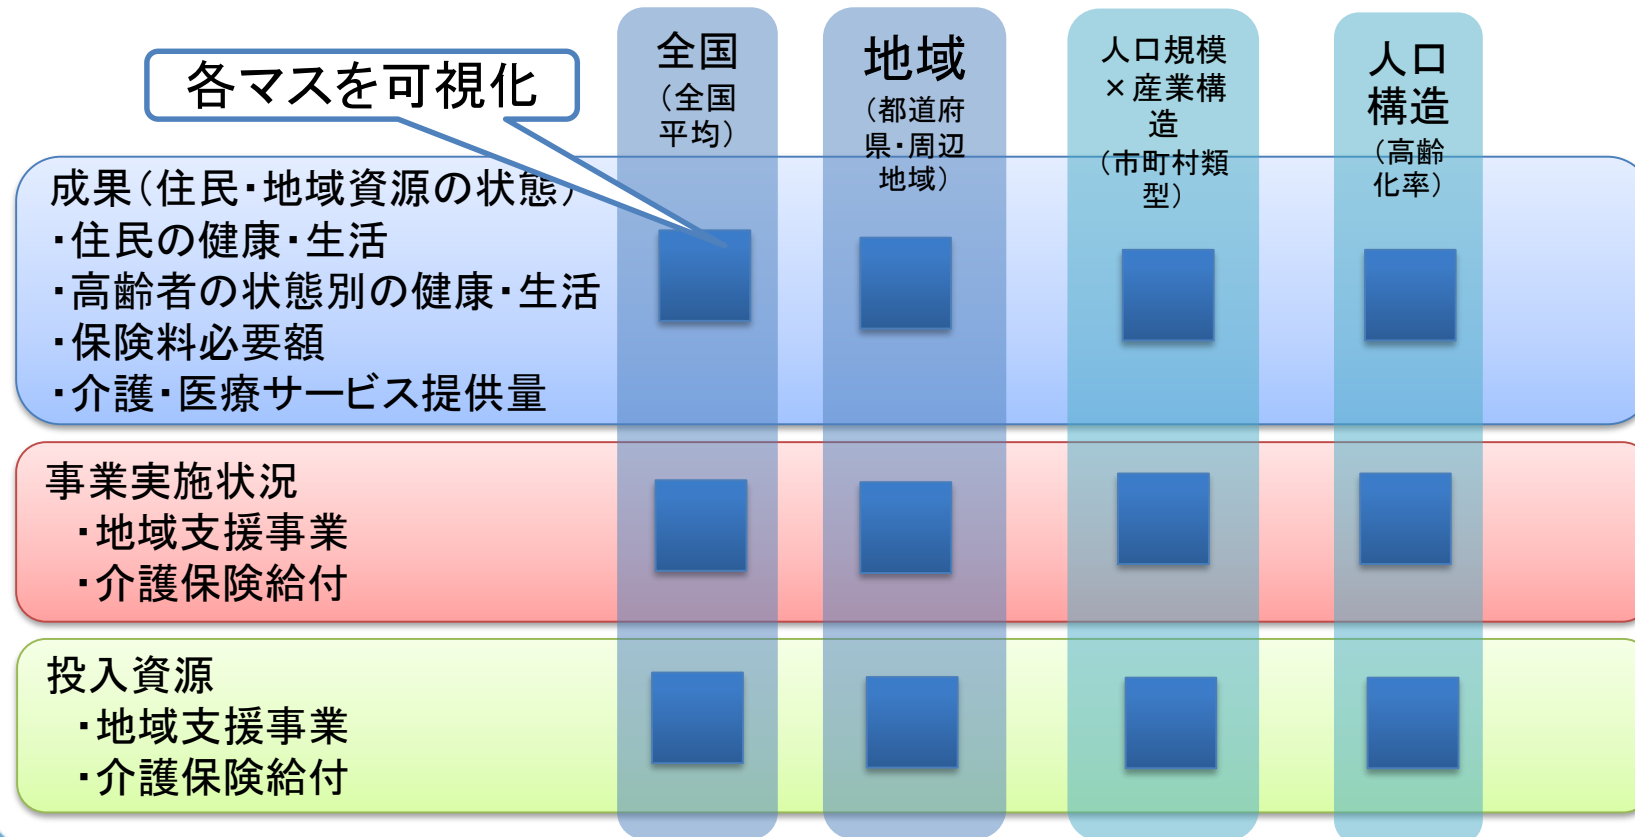 各マスを可視化
全国
（全国
平均）
地域
（都道府
県・周辺
地域）
人口規模
×産業構
造
（市町村類
型）
人口
構造
（高齢
化率）
成果（住民・地域資源の状態）
・住民の健康・生活
・高齢者の状態別の健康・生活
・保険料必要額
・介護・医療サービス提供量
事業実施状況
・地域支援事業
・介護保険給付
投入資源
・地域支援事業
・介護保険給付